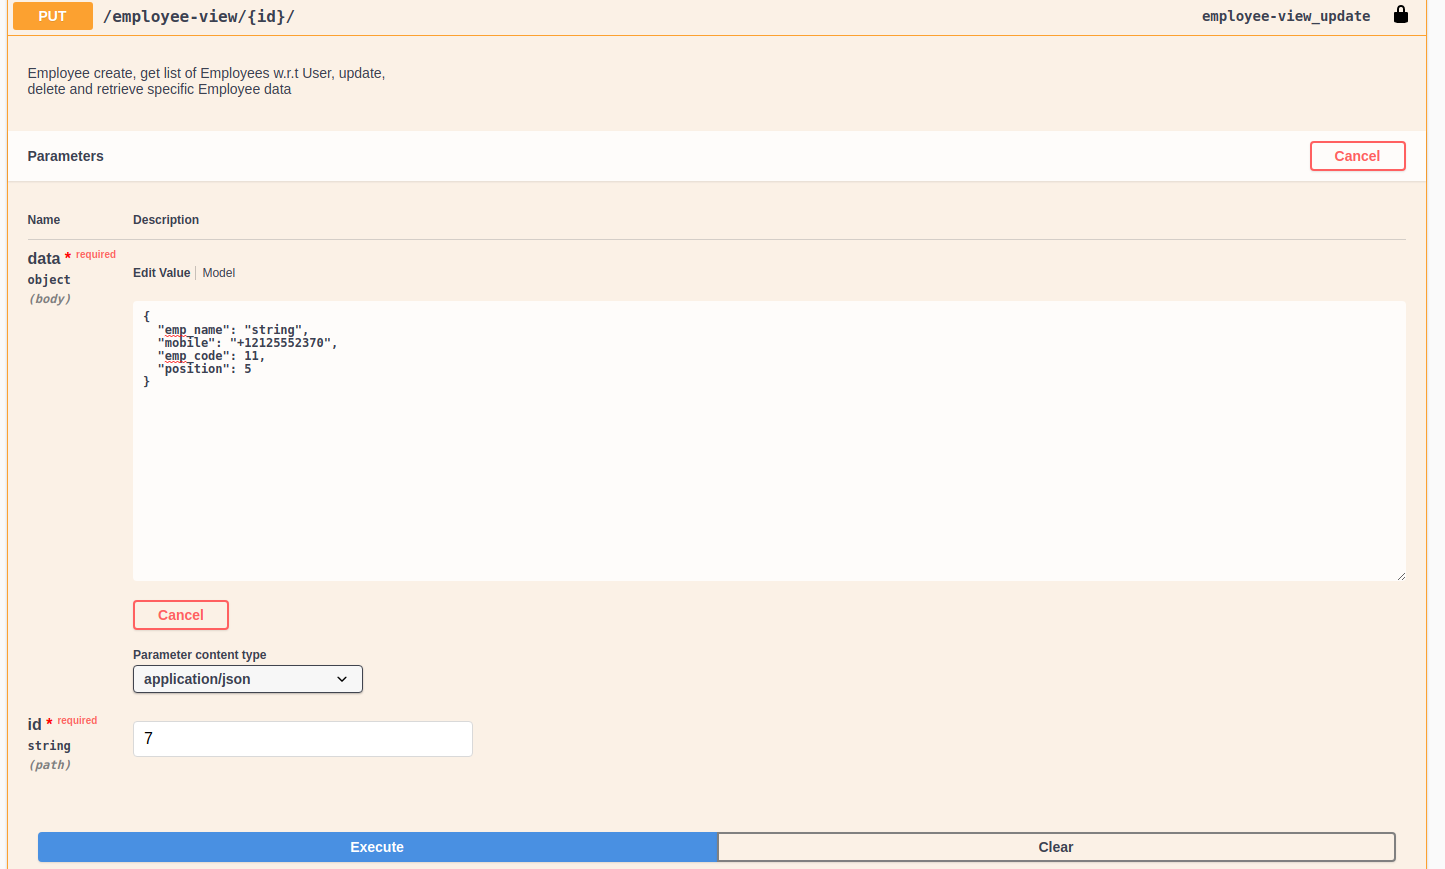 PUT /employee-view/{id}/ employee-view_update
Employee create, get list of Employees w.r.t User, update,
delete and retrieve specific Employee data
Parameters Cancel
Name Description
data * required
object
(body)
Edit Value Model
{
  "emp_name": "string",
  "mobile": "+12125552370",
  "emp_code": 11,
  "position": 5
}
Cancel
Parameter content type
application/json
id * required
string
(path)
7
Execute Clear